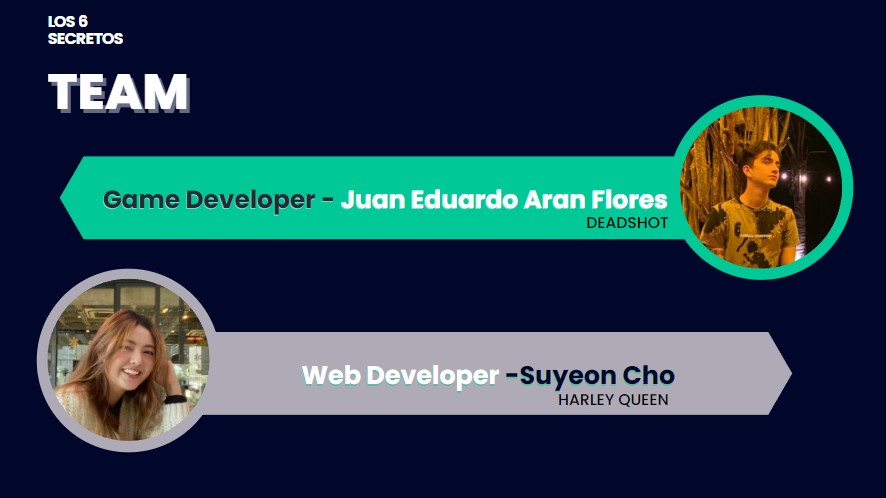 LOS 6
SECRETOS
TEAM
Game Developer - Juan Eduardo Aran Flores
DEADSHOT
Web Developer -Suyeon Cho
HARLEY QUEEN